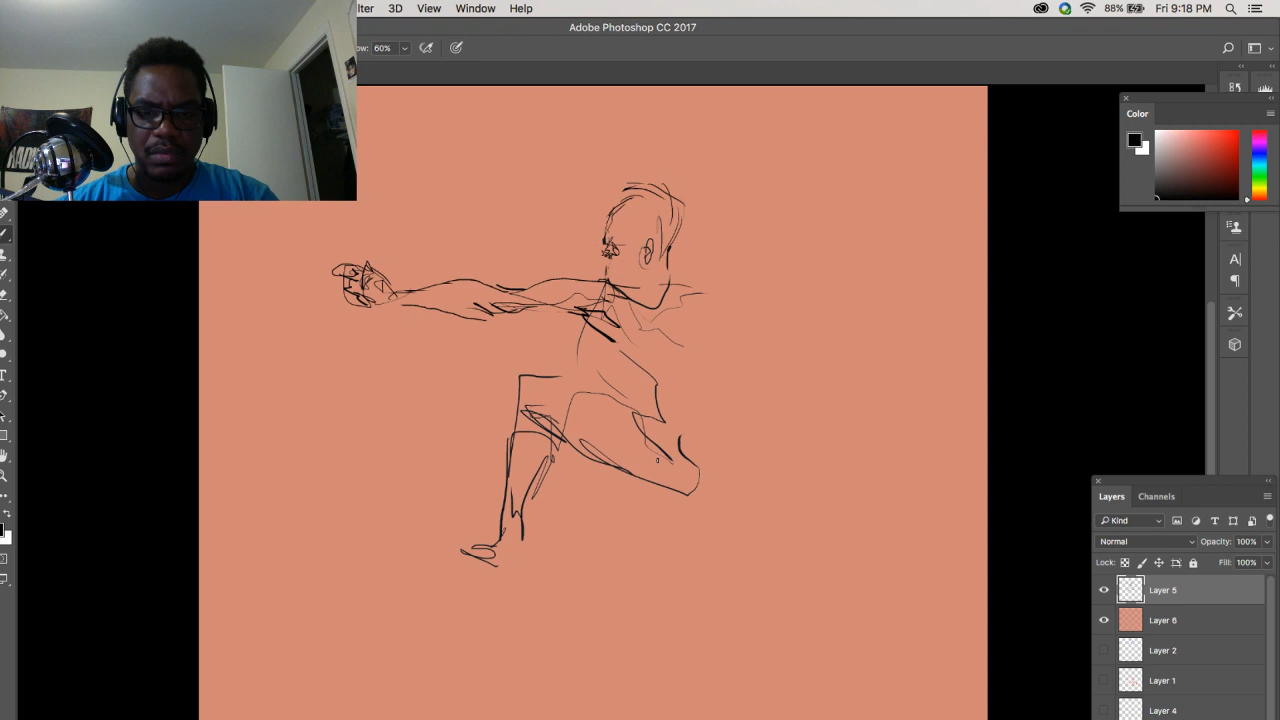 lter 3D View Window Help 88% Fri 9:18 PM
Adobe Photoshop CC 2017
ow: 60%
Color
A
Layers Channels
Kind
Normal Opacity: 100%
Lock: Fill: 100%
Layer 5
Layer 6
Layer 2
Layer 1
Layer 4